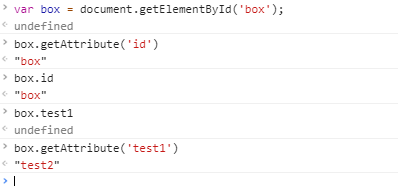 > var box = document.getElementById('box');
< undefined
> box.getAttribute('id')
< "box"
> box.id
< "box"
> box.test1
< undefined
> box.getAttribute('test1')
< "test2"
>